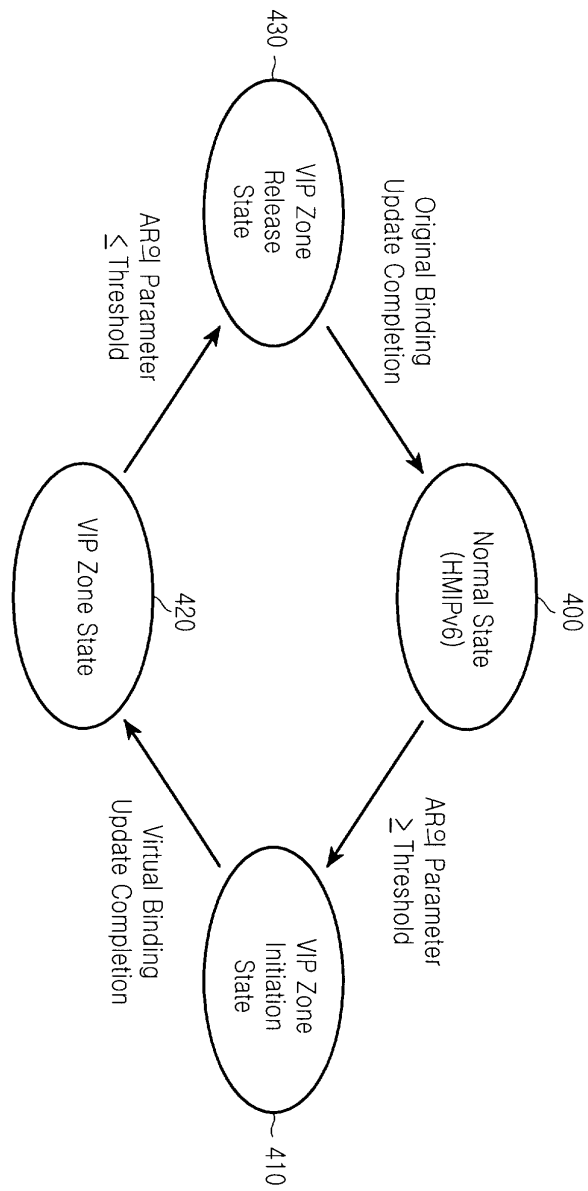 400
Normal State
(HMIPv6)
Original Binding
Update Completion
AR의 Parameter
≥ Threshold
430
VIP Zone
Release
State
VIP Zone
Initiation
State
410
AR의 Parameter
≤ Threshold
Virtual Binding
Update Completion
420
VIP Zone State